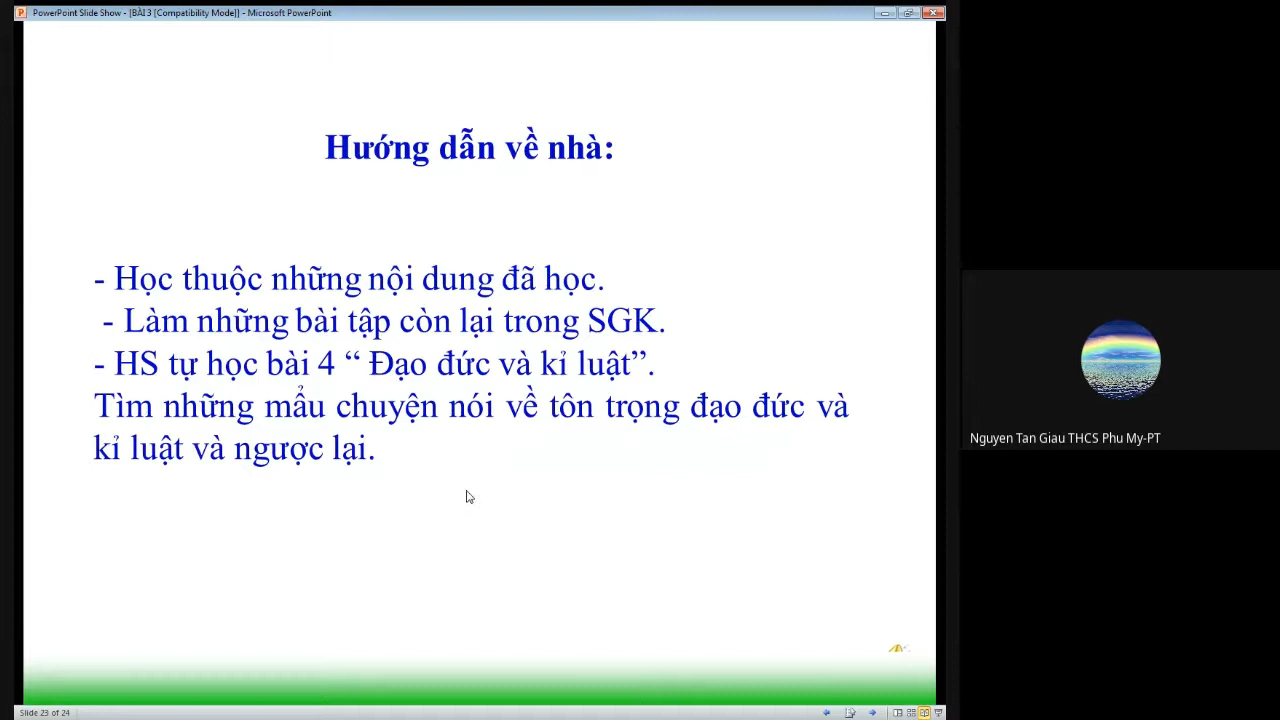 PowerPoint Slide Show - [BÀI 3 [Compatibility Mode]] - Microsoft PowerPoint
Hướng dẫn về nhà:
- Học thuộc những nội dung đã học.
- Làm những bài tập còn lại trong SGK.
- HS tự học bài 4 “ Đạo đức và kỉ luật”.
Tìm những mẩu chuyện nói về tôn trọng đạo đức và
kỉ luật và ngược lại.
Nguyen Tan Giau THCS Phu My-PT
Slide 23 of 24